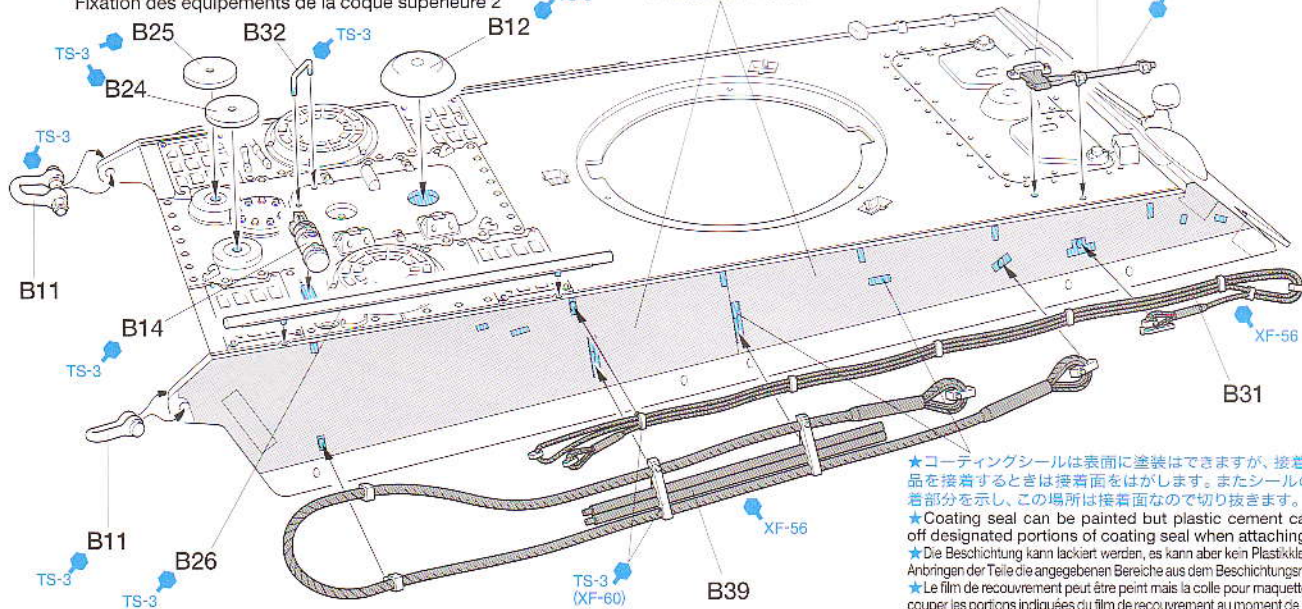 Fixation des équipements de la coque supérieure 2
B25
B32
TS-3
B12
TS-3
B24
TS-3
B11
B14
TS-3
XF-56
B31
B11
TS-3
B26
TS-3
XF-56
TS-3
(XF-60)
B39
★コーティングシールは表面に塗装はできますが、接着
品を接着するときは接着面をはがします。またシールの
着部分を示し、この場所は接着面なので切り抜きます。
★Coating seal can be painted but plastic cement ca
off designated portions of coating seal when attaching
★Die Beschichtung kann lackiert werden, es kann aber kein Plastikkle
Anbringen der Teile die angegebenen Bereiche aus dem Beschichtungsm
★Le film de recouvrement peut être peint mais la colle pour maquette
couper les portions indiquées du film de recouvrement au moment de